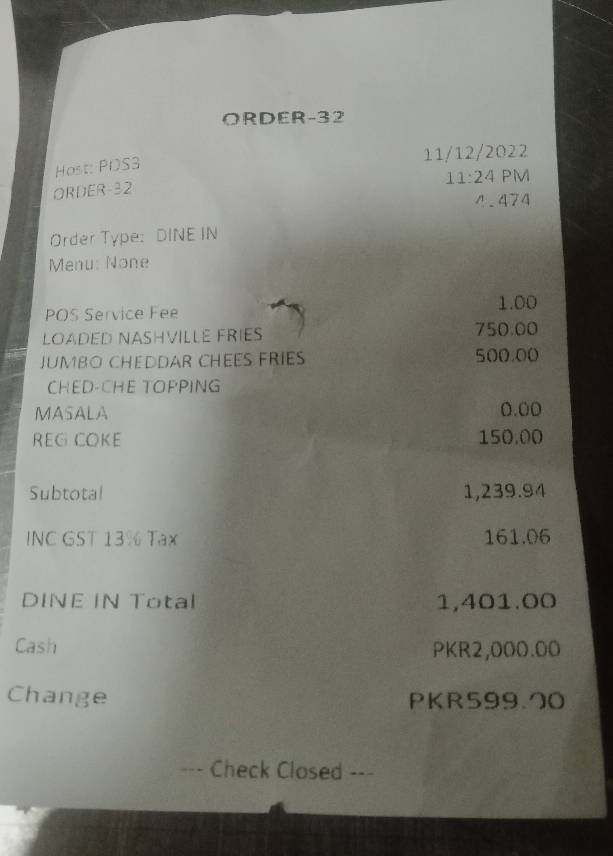 ORDER-32
Host: POS3 11/12/2022
ORDER-32 11:24 PM
Order Type: DINE IN
Menu: None
POS Service Fee 1.00
LOADED NASHVILLE FRIES 750.00
JUMBO CHEDDAR CHEES FRIES 500.00
CHED-CHE TOPPING
MASALA 0.00
REG COKE 150.00
Subtotal 1,239.94
INC GST 13% Tax 161.06
DINE IN Total 1,401.00
Cash PKR2,000.00
Change PKR599.00
--- Check Closed ---